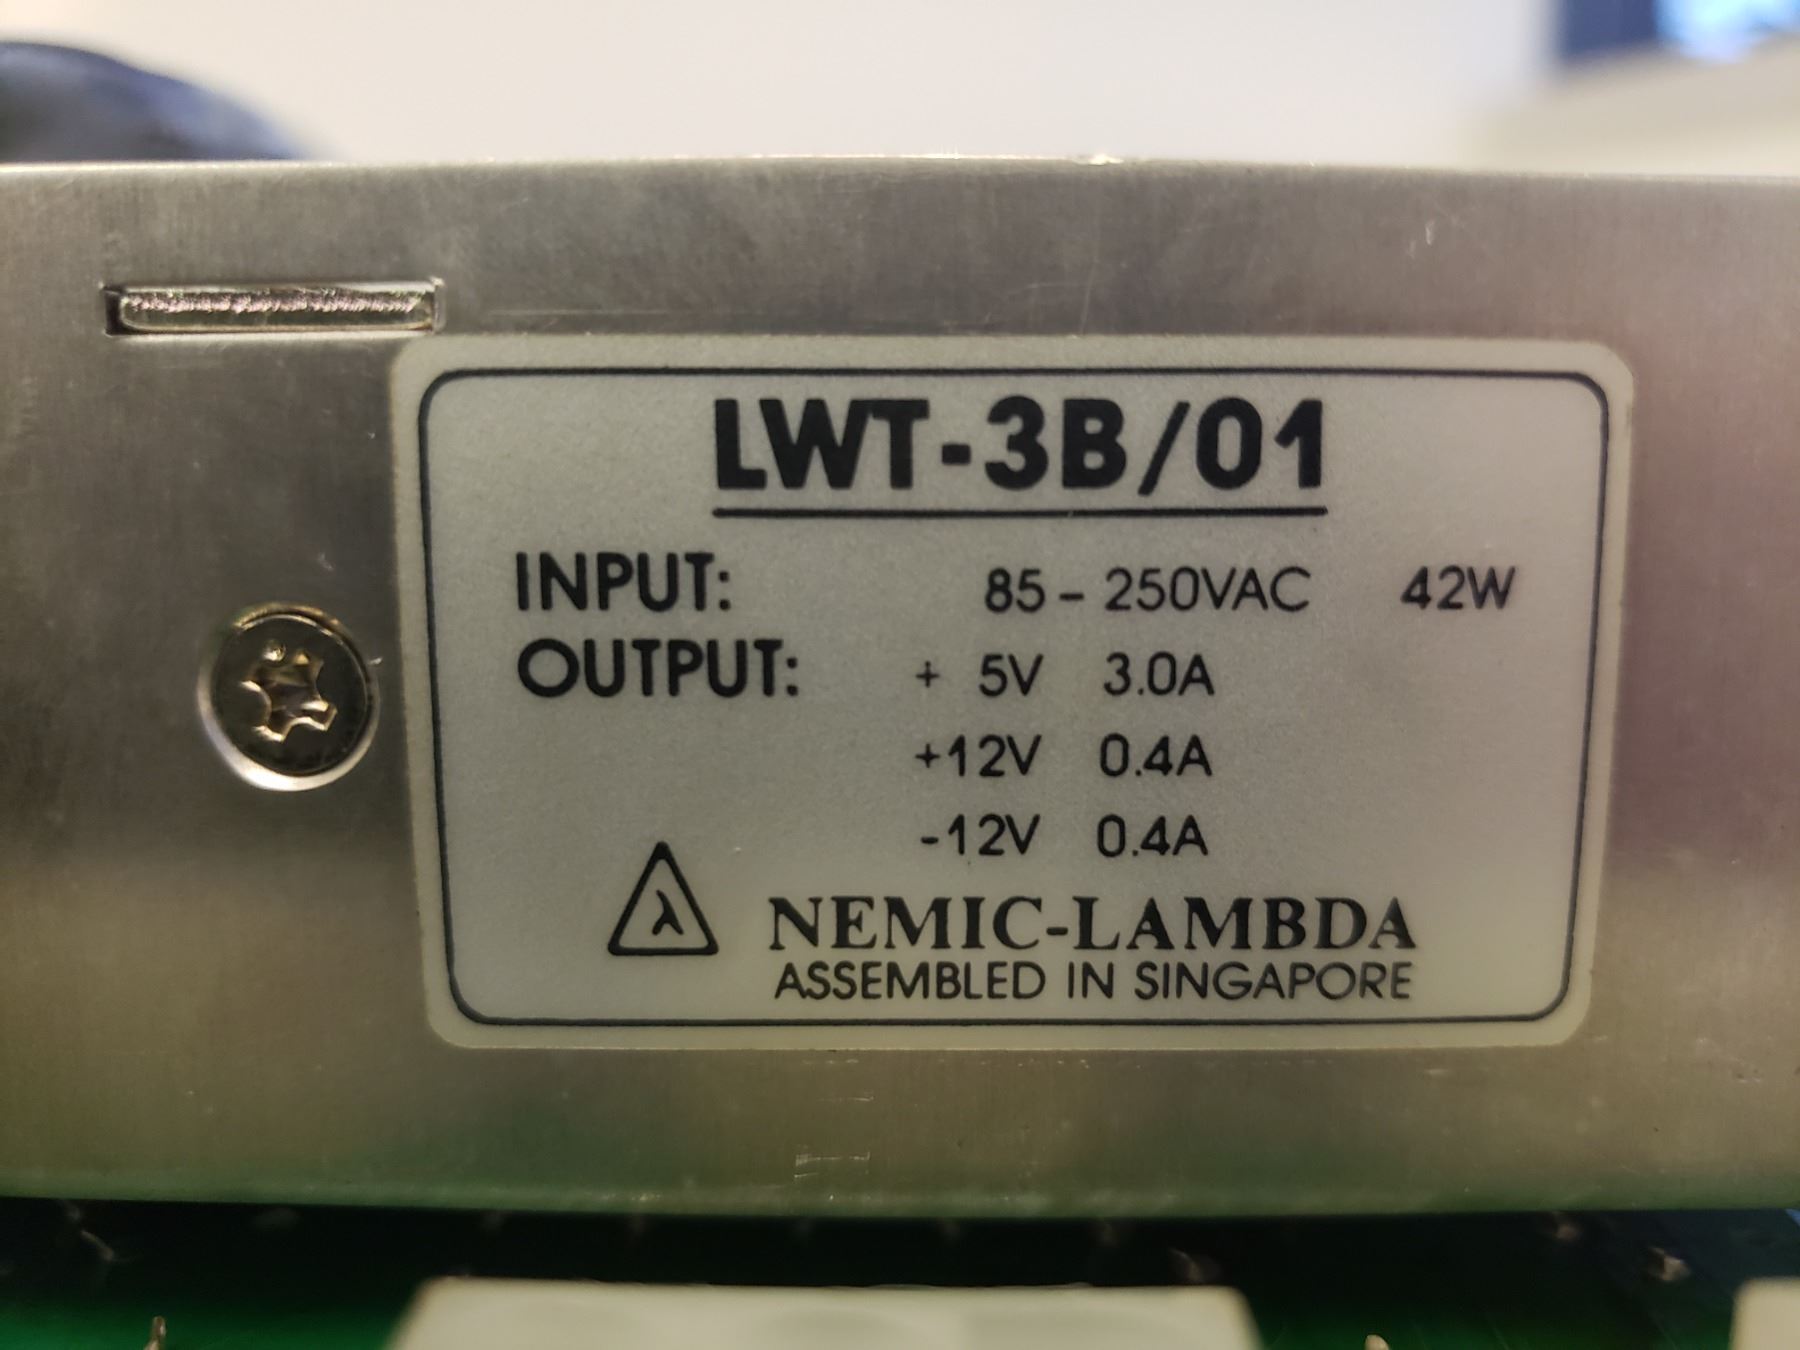 LWT-3B/01
INPUT: 85-250VAC 42W
OUTPUT: + 5V 3.0A
+12V 0.4A
-12V 0.4A
λ NEMIC-LAMBDA
ASSEMBLED IN SINGAPORE